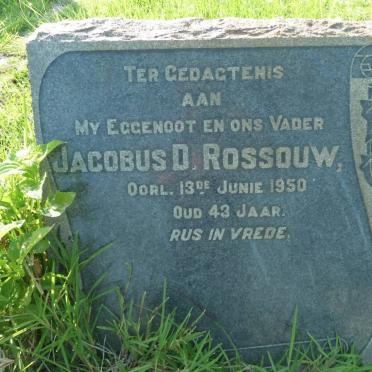 TER GEDAGTENIS
AAN
MY EGGENOOT EN ONS VADER
JACOBUS D. ROSSOUW,
OORL. 13DE JUNIE 1950
OUD 43 JAAR.
RUS IN VREDE.